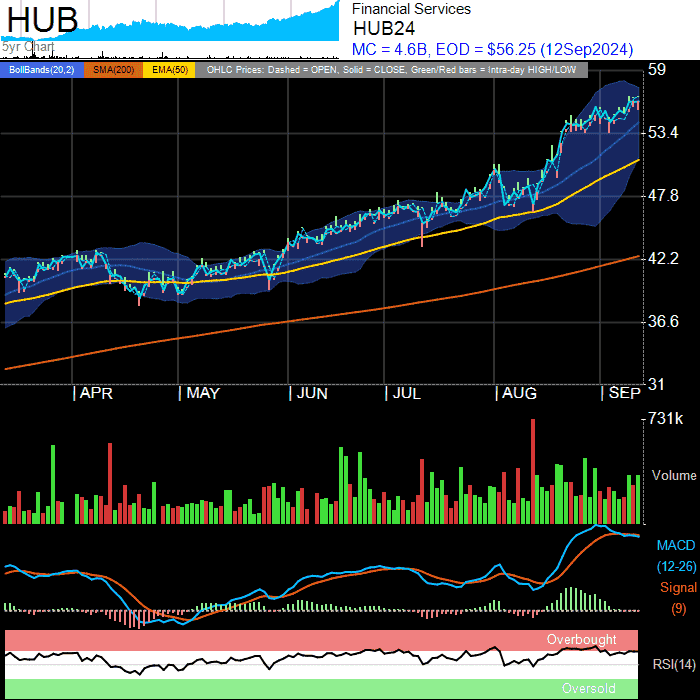 HUB
5yr Chart
Financial Services
HUB24
MC = 4.6B, EOD = $56.25 (12Sep2024)
BollBands(20,2) SMA(200) EMA(50) OHLC Prices: Dashed = OPEN, Solid = CLOSE, Green/Red bars = Intra-day HIGH/LOW
59
53.4
47.8
42.2
36.6
31
APR MAY JUN JUL AUG SEP
731k
Volume
MACD
(12-26)
Signal
(9)
Overbought
RSI(14)
Oversold